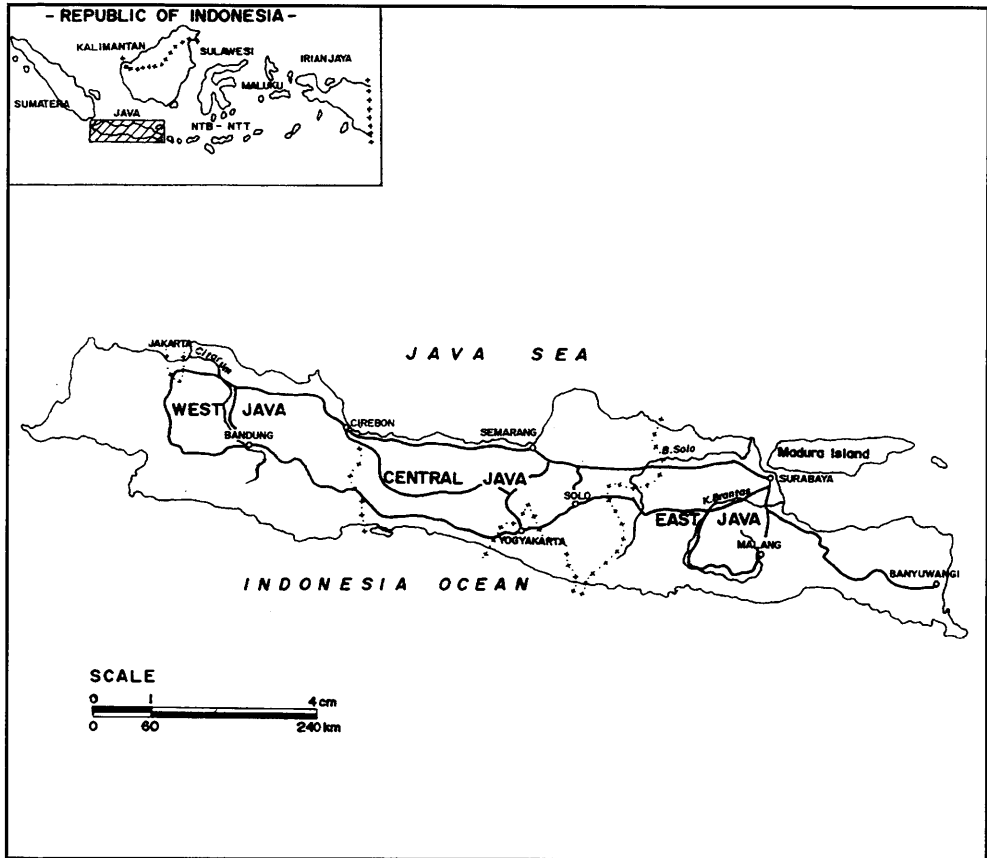 - REPUBLIC OF INDONESIA -
KALIMANTAN
SULAWESI
IRIANJAYA
MALUKU
SUMATERA
JAVA
NTB - NTT
JAVA SEA
JAKARTA
Citarum
WEST JAVA
BANDUNG
CIREBON
SEMARANG
CENTRAL JAVA
B.Solo
Madura Island
SURABAYA
SOLO
K.Brantas
EAST JAVA
YOGYAKARTA
MALANG
BANYUWANGI
INDONESIA OCEAN
SCALE
0 1 4 cm
0 60 240 km